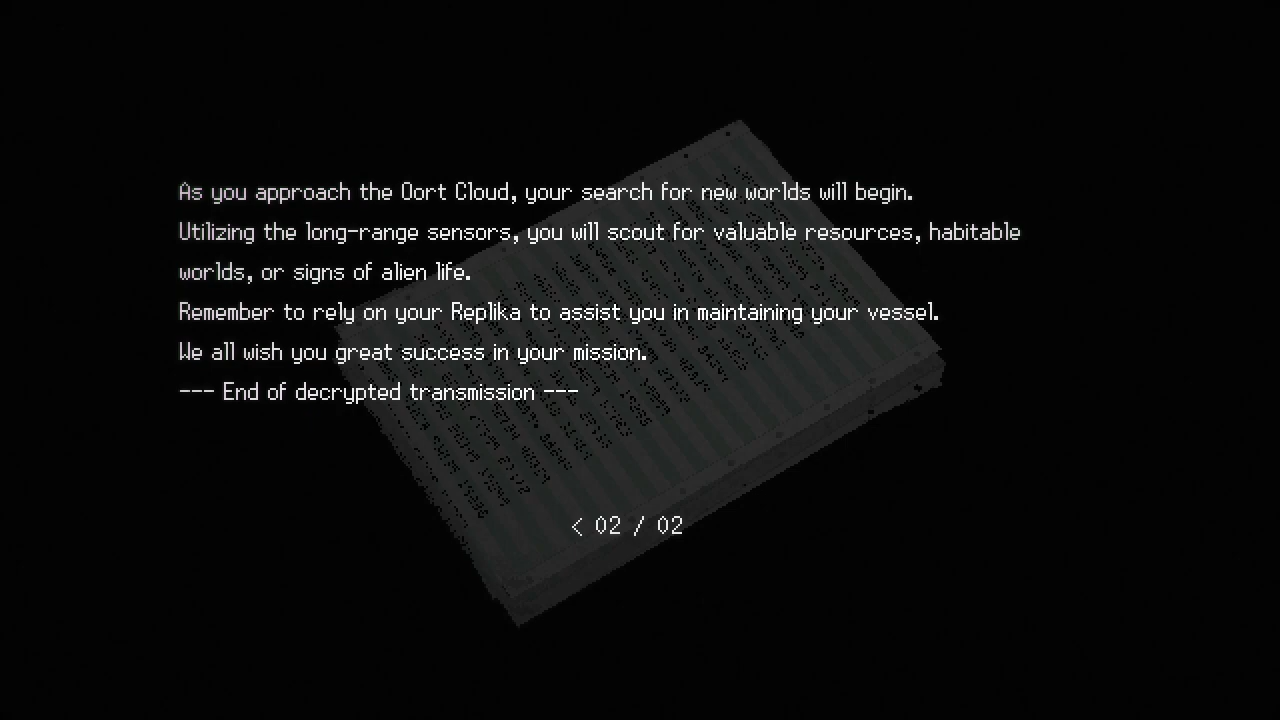 As you approach the Oort Cloud, your search for new worlds will begin.
Utilizing the long-range sensors, you will scout for valuable resources, habitable
worlds, or signs of alien life.
Remember to rely on your Replika to assist you in maintaining your vessel.
We all wish you great success in your mission.
--- End of decrypted transmission ---
< 02 / 02